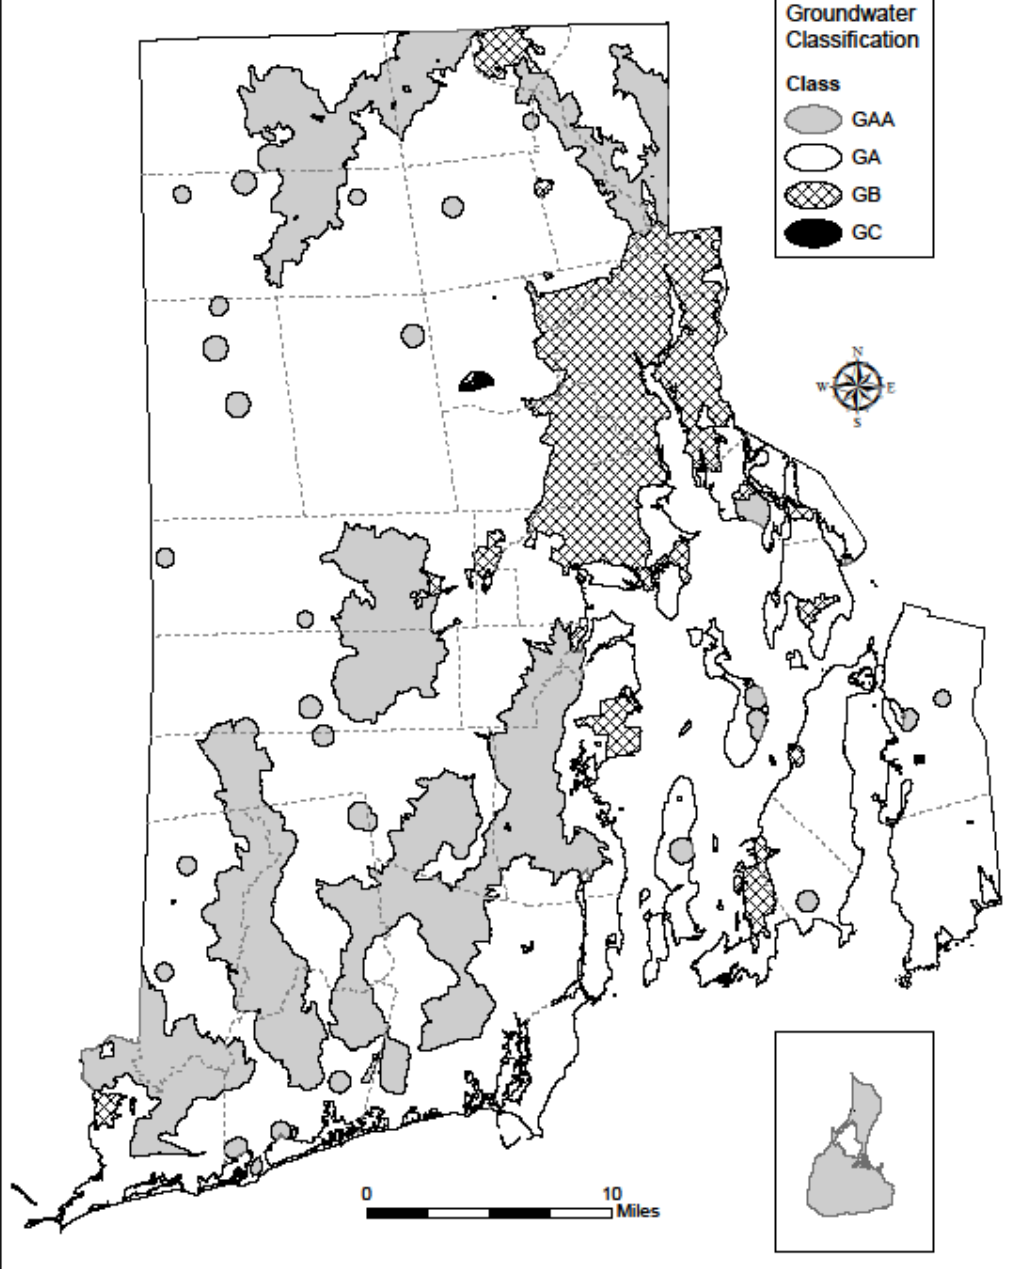 Groundwater
Classification
Class
GAA
GA
GB
GC
N
W E
S
0 10
Miles